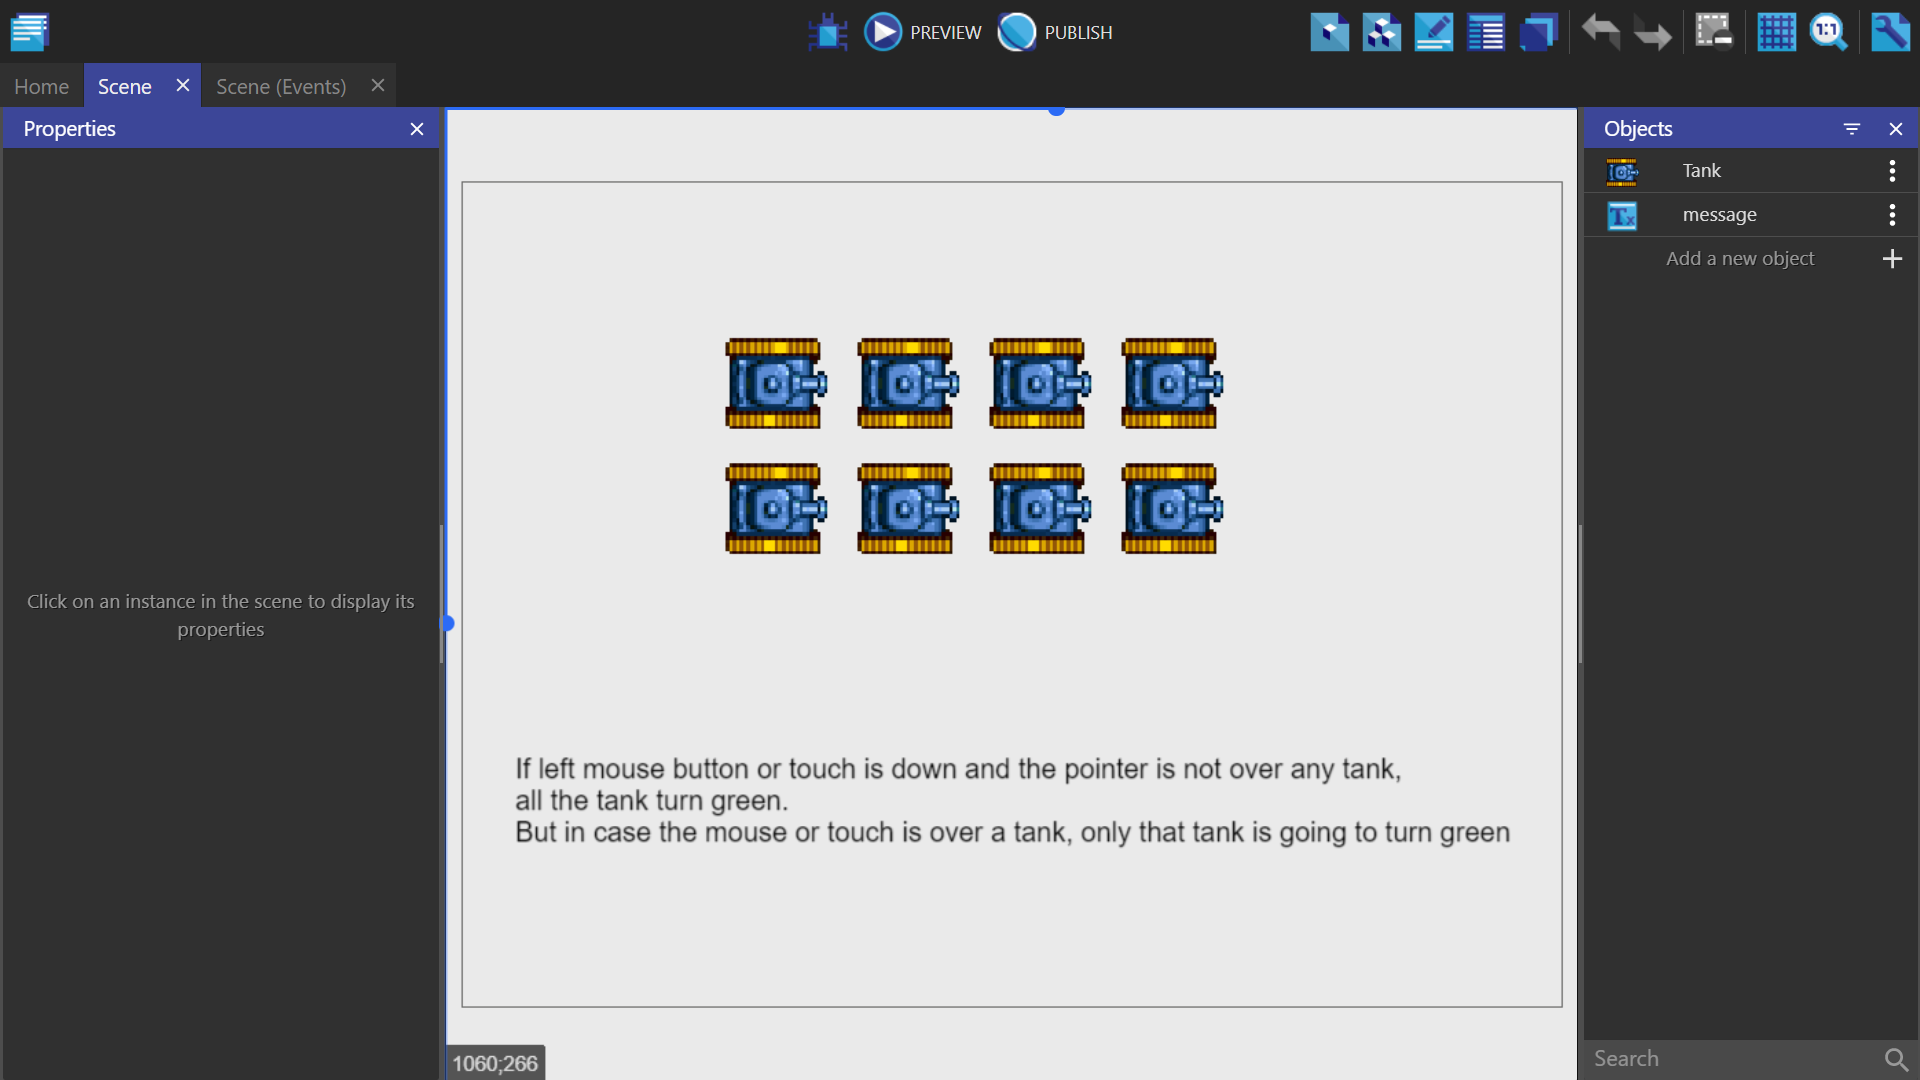 PREVIEW
PUBLISH
1:1
Home
Scene
Scene (Events)
Properties
Objects
Tank
Tx
message
Add a new object
Click on an instance in the scene to display its
properties
If left mouse button or touch is down and the pointer is not over any tank,
all the tank turn green.
But in case the mouse or touch is over a tank, only that tank is going to turn green
1060;266
Search